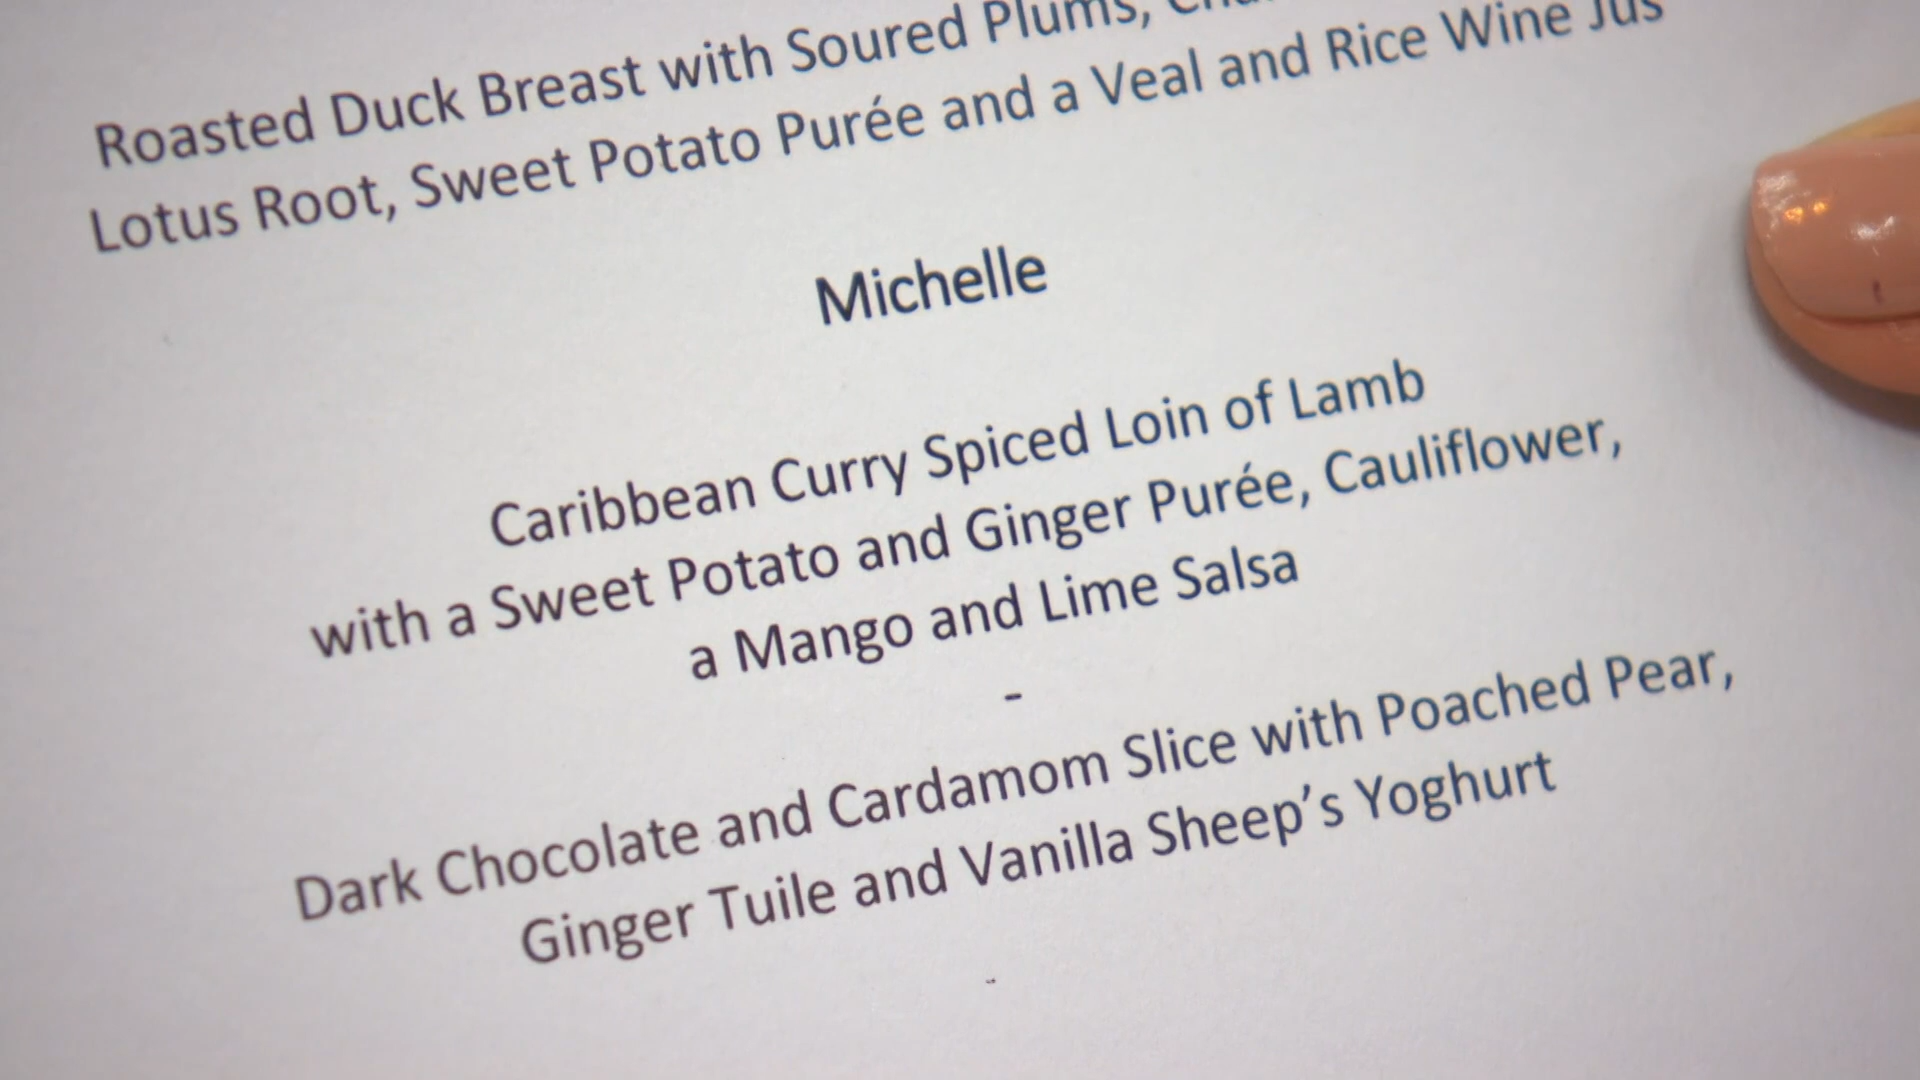 Roasted Duck Breast with Soured Plums,
Lotus Root, Sweet Potato Purée and a Veal and Rice Wine Jus
Michelle
Caribbean Curry Spiced Loin of Lamb
with a Sweet Potato and Ginger Purée, Cauliflower,
a Mango and Lime Salsa
-
Dark Chocolate and Cardamom Slice with Poached Pear,
Ginger Tuile and Vanilla Sheep’s Yoghurt